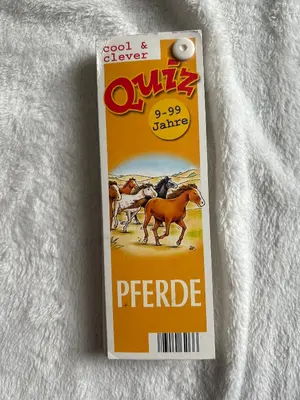 cool &
clever
Quiz
9-99
Jahre
PFERDE